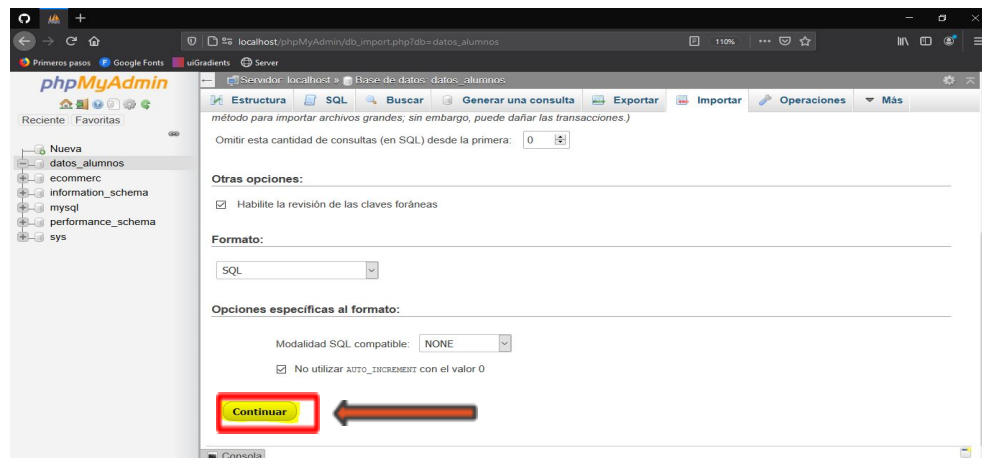 localhost/phpMyAdmin/db_import.php?db=datos_alumnos
110%
Primeros pasos
Google Fonts
uiGradients
Server
phpMyAdmin
Reciente
Favoritas
Nueva
datos_alumnos
ecommerc
information_schema
mysql
performance_schema
sys
Servidor: localhost » Base de datos: datos_alumnos
Estructura
SQL
Buscar
Generar una consulta
Exportar
Importar
Operaciones
Más
método para importar archivos grandes; sin embargo, puede dañar las transacciones.)
Omitir esta cantidad de consultas (en SQL) desde la primera: 0
Otras opciones:
Habilite la revisión de las claves foráneas
Formato:
SQL
Opciones específicas al formato:
Modalidad SQL compatible: NONE
No utilizar AUTO_INCREMENT con el valor 0
Continuar
Consola